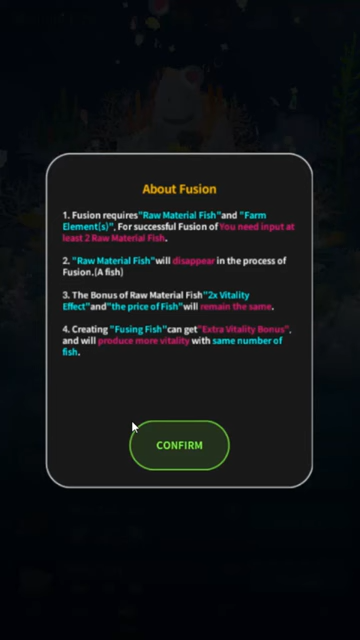 About Fusion
1. Fusion requires"Raw Material Fish"and "Farm
Element(s)", For successful Fusion of You need input at
least 2 Raw Material Fish.
2. "Raw Material Fish"will disappear in the process of
Fusion.(A fish)
3. The Bonus of Raw Material Fish"2x Vitality
Effect"and"the price of Fish"will remain the same.
4. Creating "Fusing Fish"can get"Extra Vitality Bonus",
and will produce more vitality with same number of
fish.
CONFIRM